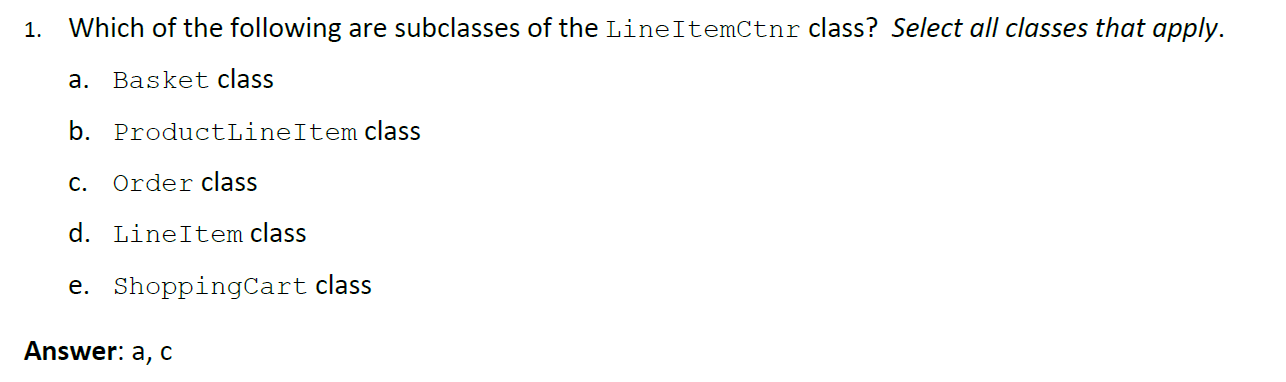 1. Which of the following are subclasses of the LineItemCtnr class? Select all classes that apply.
a. Basket class
b. ProductLineItem class
c. Order class
d. LineItem class
e. ShoppingCart class
Answer: a, c